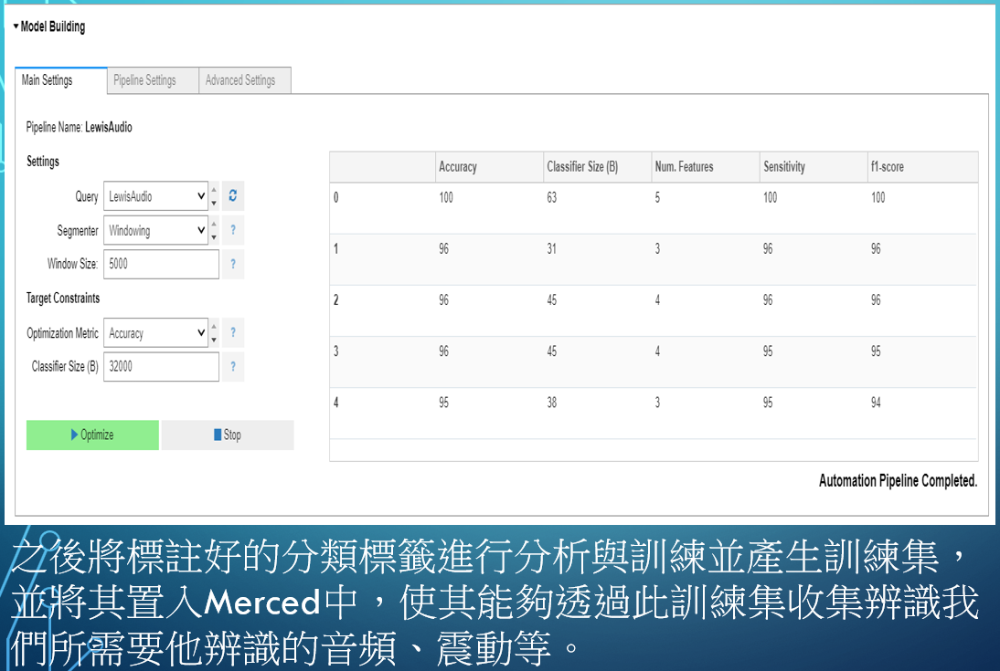 Model Building
Main Settings Pipeline Settings Advanced Settings
Pipeline Name: LewisAudio
Settings
Query LewisAudio
Segmenter Windowing ?
Window Size: 5000 ?
Target Constraints
Optimization Metric Accuracy ?
Classifier Size (B) 32000 ?
Optimize Stop
Accuracy Classifier Size (B) Num. Features Sensitivity f1-score
0 100 63 5 100 100
1 96 31 3 96 96
2 96 45 4 96 96
3 96 45 4 95 95
4 95 38 3 95 94
Automation Pipeline Completed.
之後將標註好的分類標籤進行分析與訓練並產生訓練集，
並將其置入Merced中，使其能夠透過此訓練集收集辨識我
們所需要他辨識的音頻、震動等。